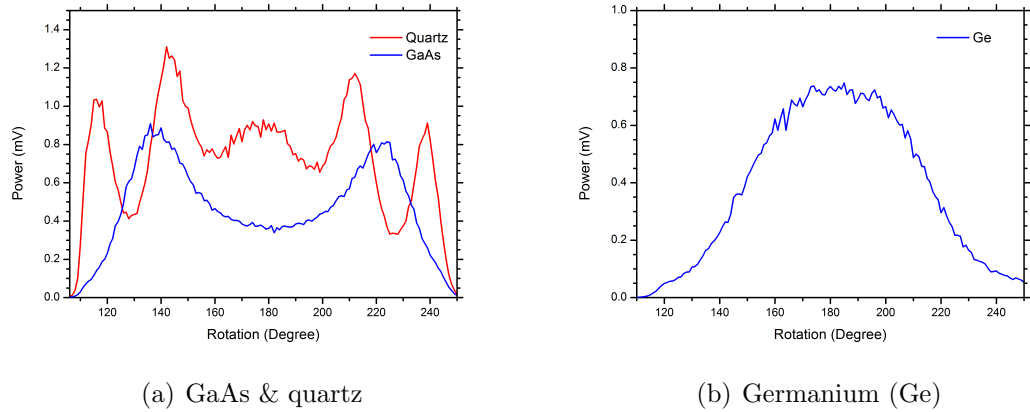 1.4
1.2
1.0
0.8
0.6
0.4
0.2
0.0
Power (mV)
Quartz
GaAs
120 140 160 180 200 220 240
Rotation (Degree)
(a) GaAs & quartz
1.0
0.8
0.6
0.4
0.2
0.0
Power (mV)
Ge
120 140 160 180 200 220 240
Rotation (Degree)
(b) Germanium (Ge)